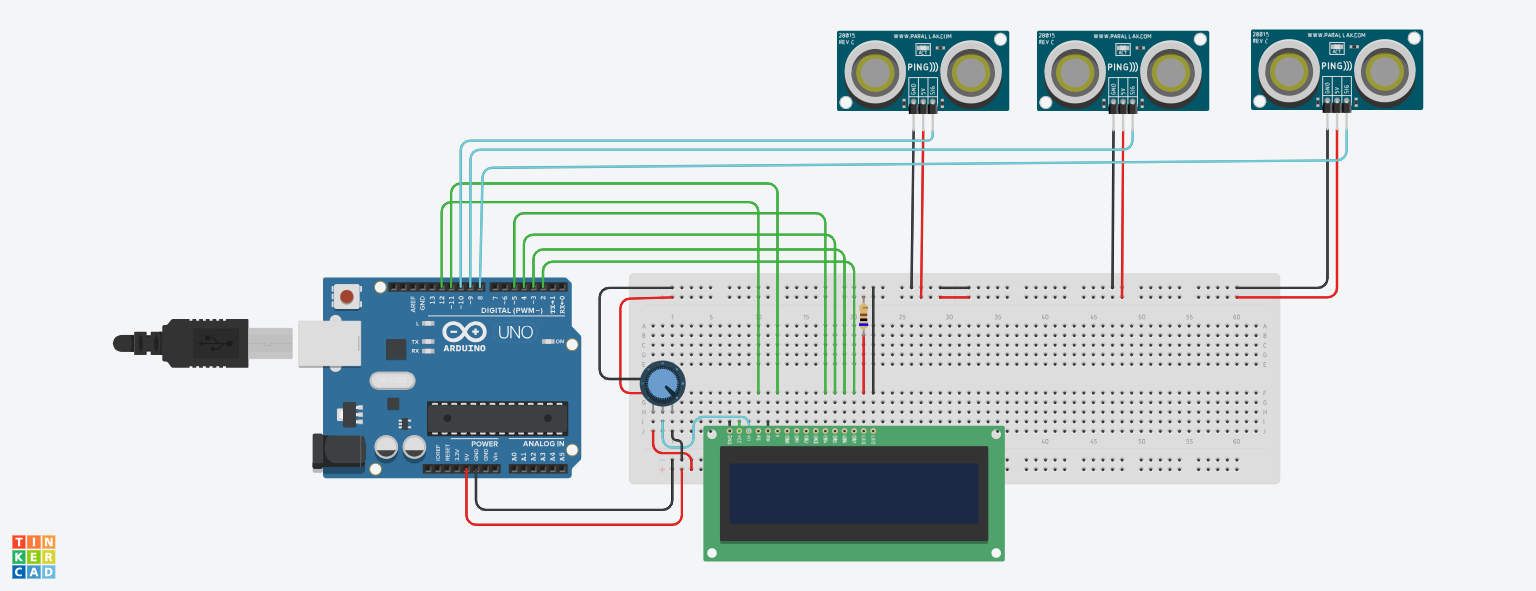 28015
REV C
WWW.PARALLAX.COM
ACT
PING)))
GND
5V
SIG
28015
REV C
WWW.PARALLAX.COM
ACT
PING)))
GND
5V
SIG
28015
REV C
WWW.PARALLAX.COM
ACT
PING)))
GND
5V
SIG
AREF
GND
13
12
~11
~10
~9
8
7
~6
~5
4
~3
2
TX→1
RX←0
DIGITAL (PWM~)
L
TX
RX
ARDUINO
UNO
ON
POWER
ANALOG IN
IOREF
RESET
3.3V
5V
GND
GND
Vin
A0
A1
A2
A3
A4
A5
1
5
15
25
30
35
40
45
50
55
60
A
B
C
D
E
A
B
C
D
E
F
G
H
I
J
F
G
H
I
J
40
45
50
55
60
TIN
KER
CAD